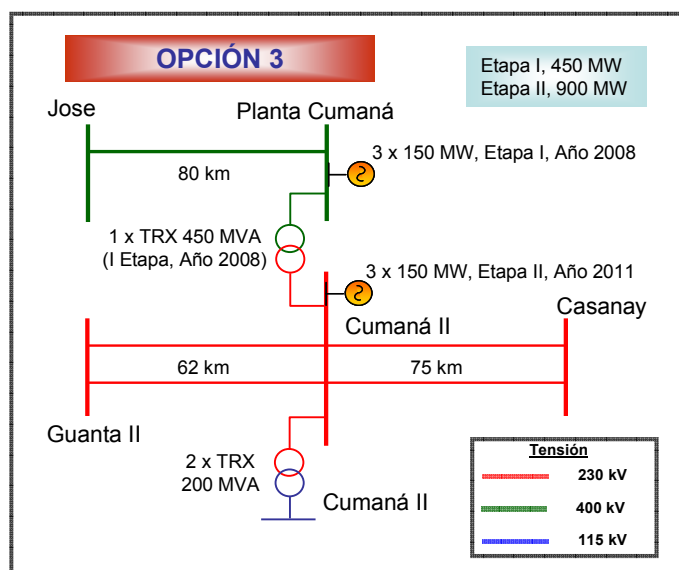 OPCIÓN 3
Etapa I, 450 MW
Etapa II, 900 MW
Jose
Planta Cumaná
80 km
3 x 150 MW, Etapa I, Año 2008
1 x TRX 450 MVA
(I Etapa, Año 2008)
3 x 150 MW, Etapa II, Año 2011
Cumaná II
Casanay
62 km
75 km
Guanta II
2 x TRX
200 MVA
Cumaná II
Tensión
230 kV
400 kV
115 kV